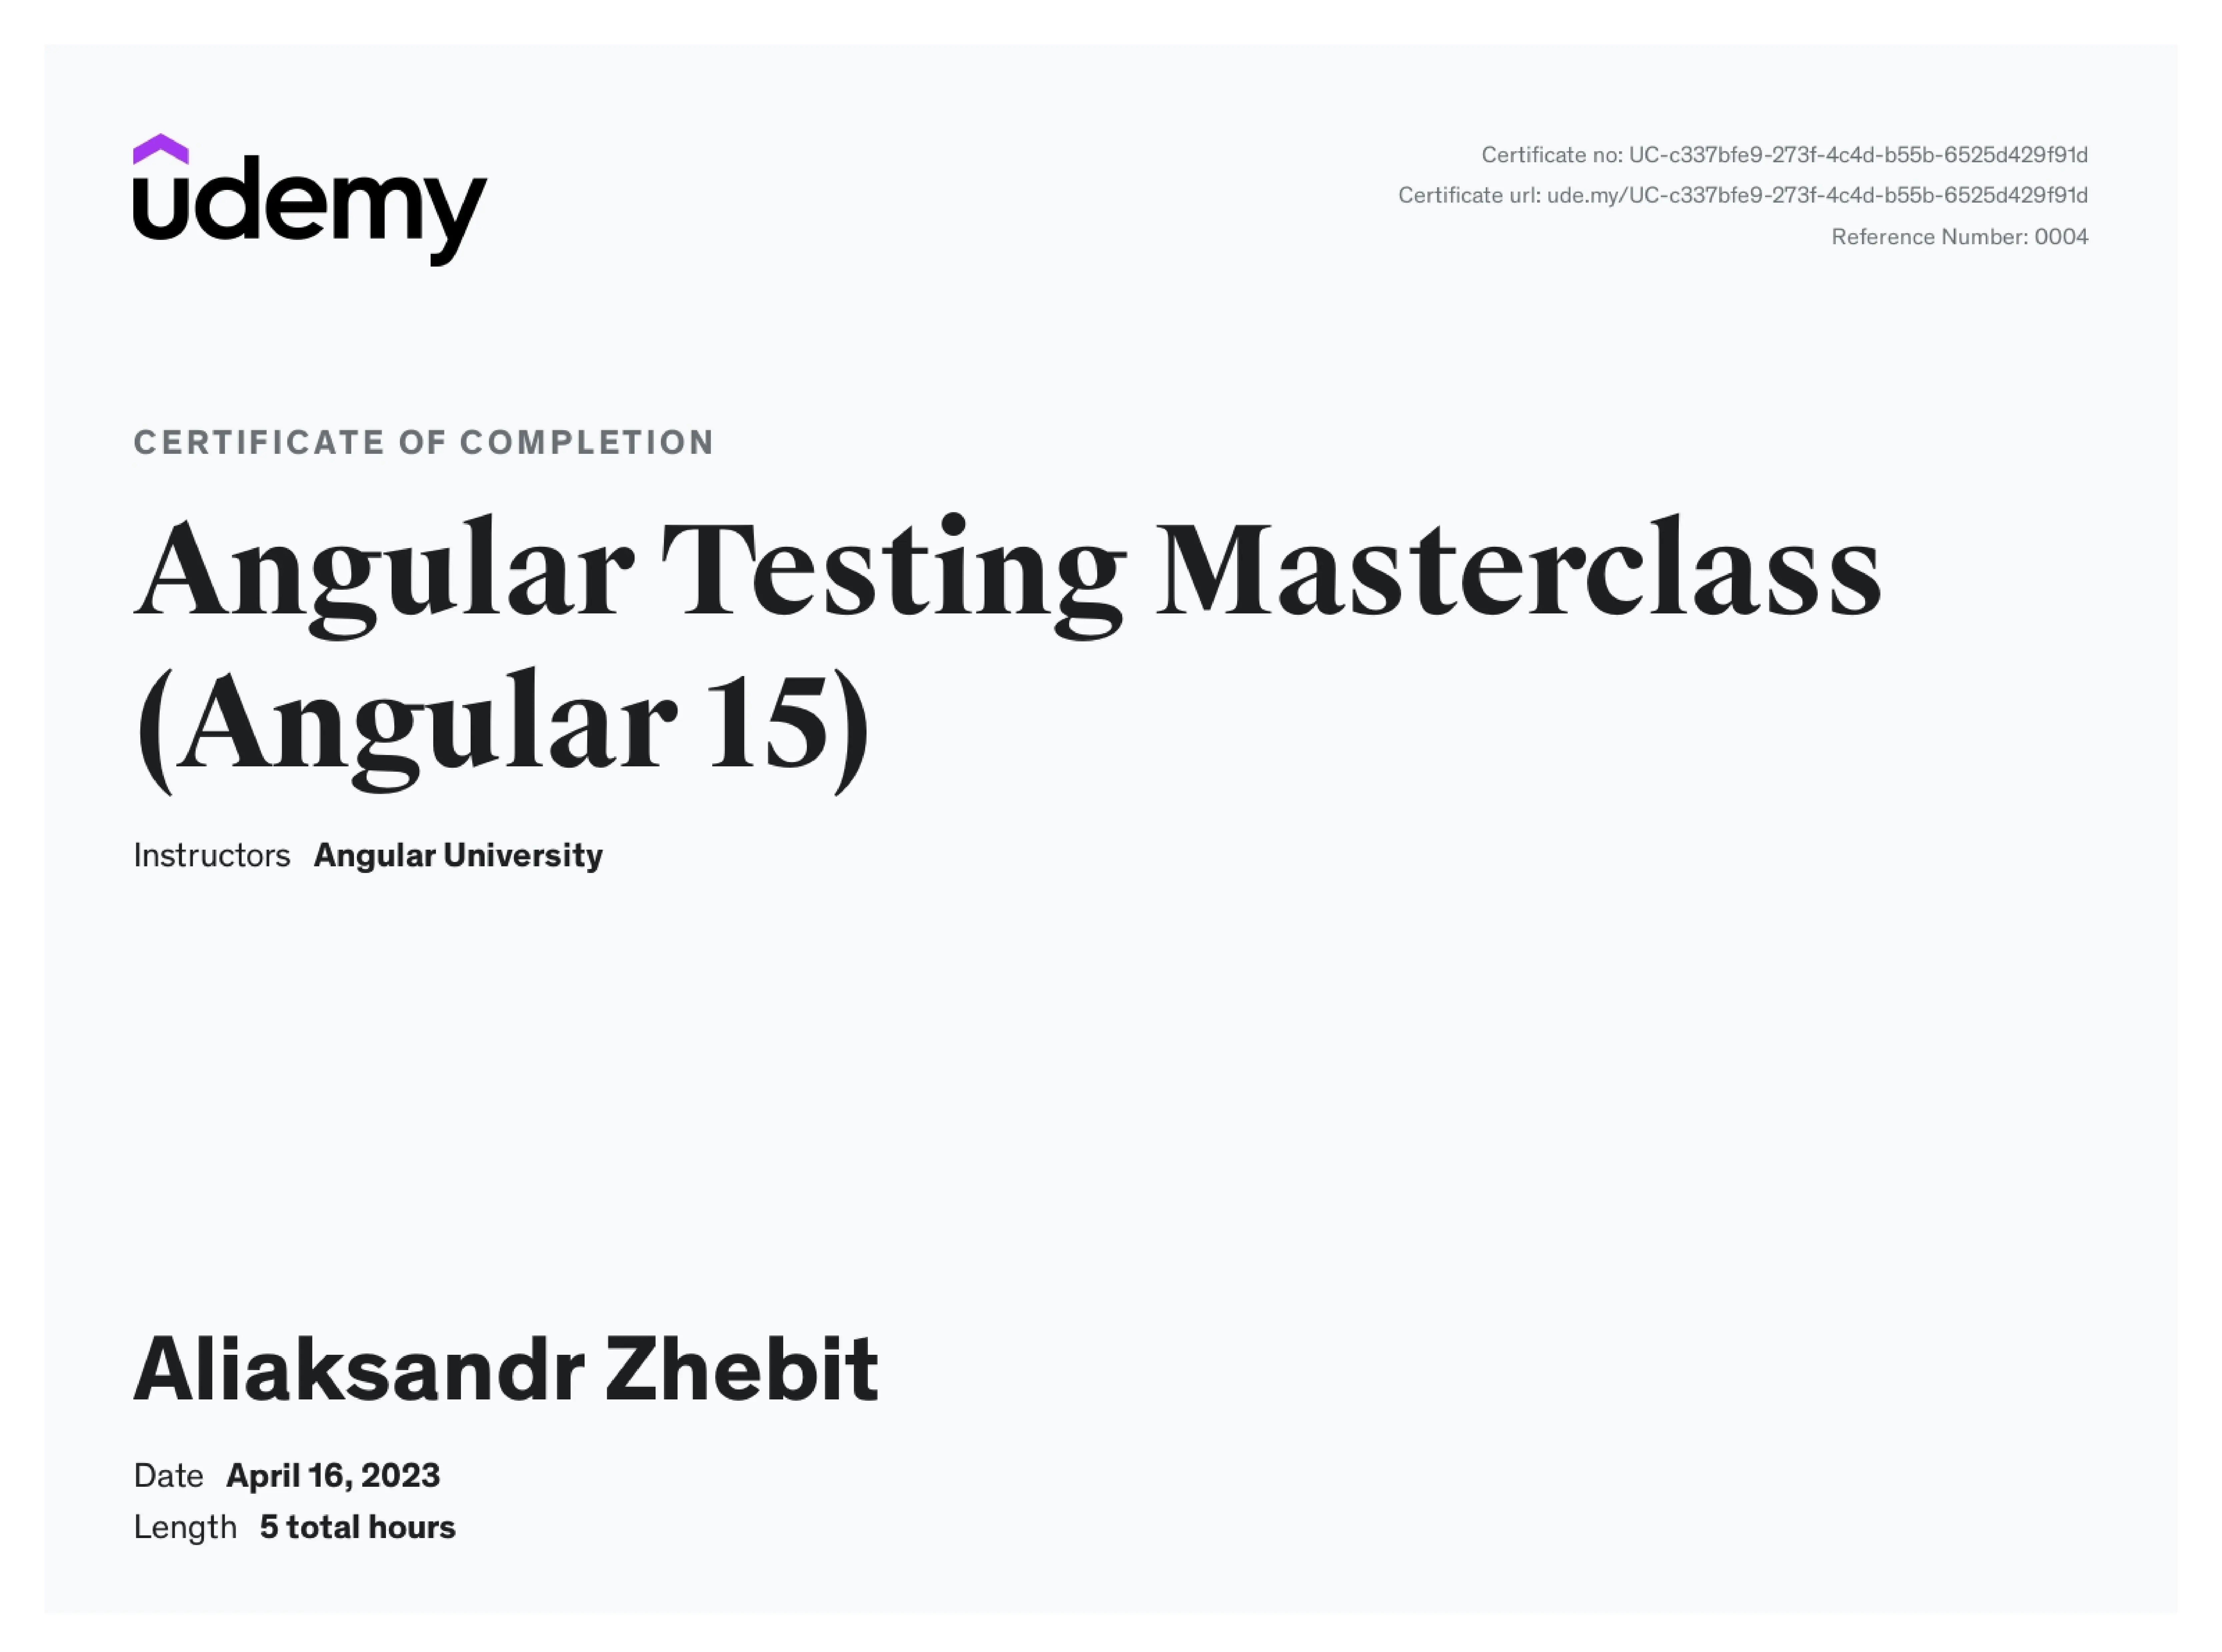 udemy
Certificate no: UC-c337bfe9-273f-4c4d-b55b-6525d429f91d
Certificate url: ude.my/UC-c337bfe9-273f-4c4d-b55b-6525d429f91d
Reference Number: 0004
CERTIFICATE OF COMPLETION
Angular Testing Masterclass
(Angular 15)
Instructors Angular University
Aliaksandr Zhebit
Date April 16, 2023
Length 5 total hours